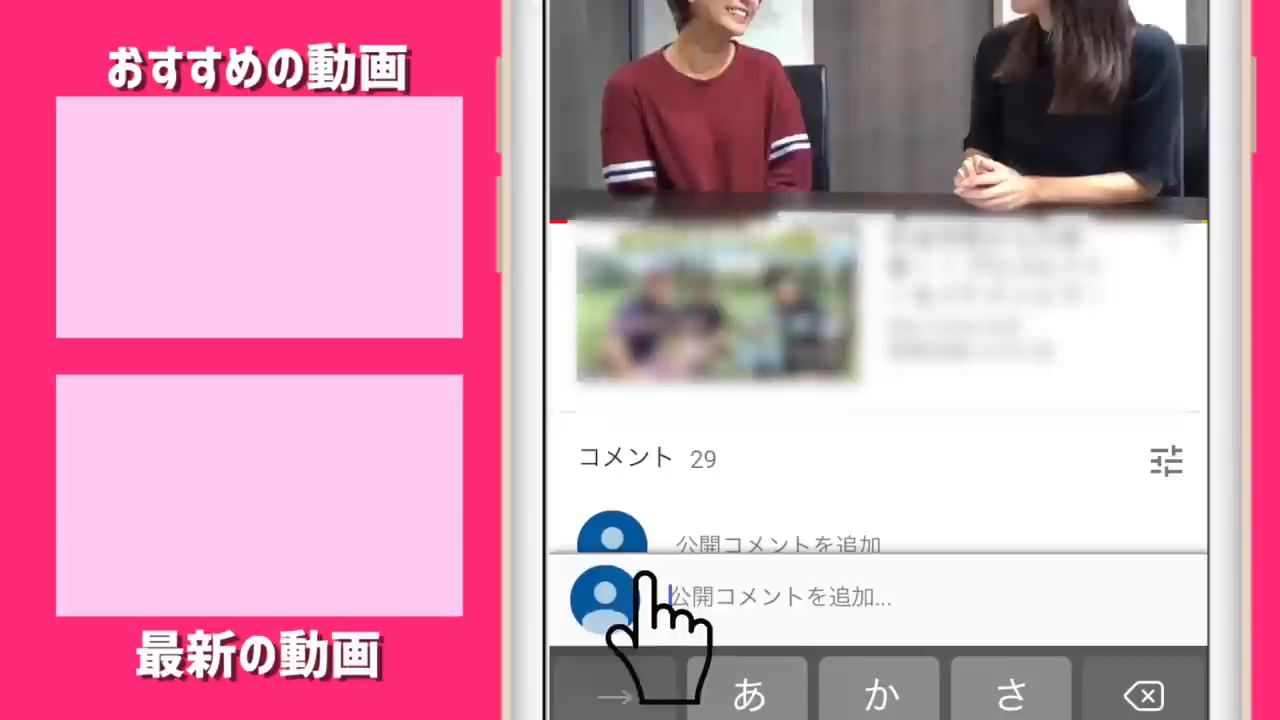 おすすめの動画
最新の動画
コメント 29
公開コメントを追加
公開コメントを追加...
→ あ か さ